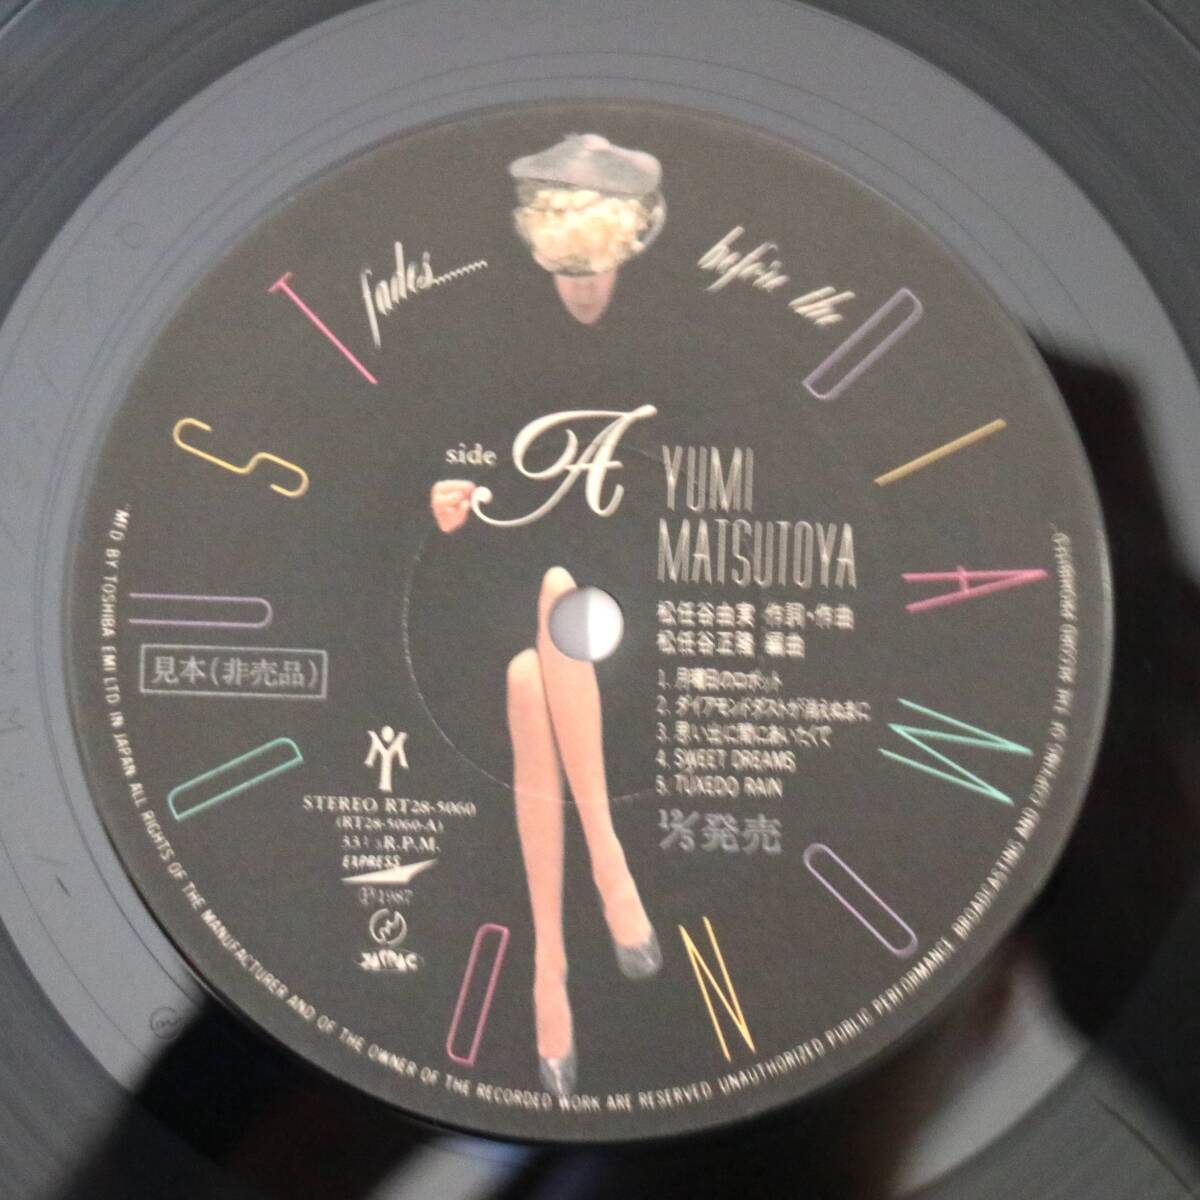 before the
DIAMOND
DUST
fades......
side A
YUMI
MATSUTOYA
松任谷由実 作詞・作曲
松任谷正隆 編曲
1. 月曜日のロボット
2. ダイアモンドダストが消えぬまに
3. 思い出に間にあいたくて
4. SWEET DREAMS
5. TUXEDO RAIN
12/5発売
見本(非売品)
STEREO RT28-5060
(RT28-5060-A)
33 1/3 R.P.M.
EXPRESS
Ⓟ1987
JASRAC
"MF'D BY TOSHIBA EMI LTD IN JAPAN ALL RIGHTS OF THE MANUFACTURER AND OF THE OWNER OF THE RECORDED WORK ARE RESERVED UNAUTHORIZED PUBLIC PERFORMANCE BROADCASTING AND COPYING OF THE RECORD PROHIBITED